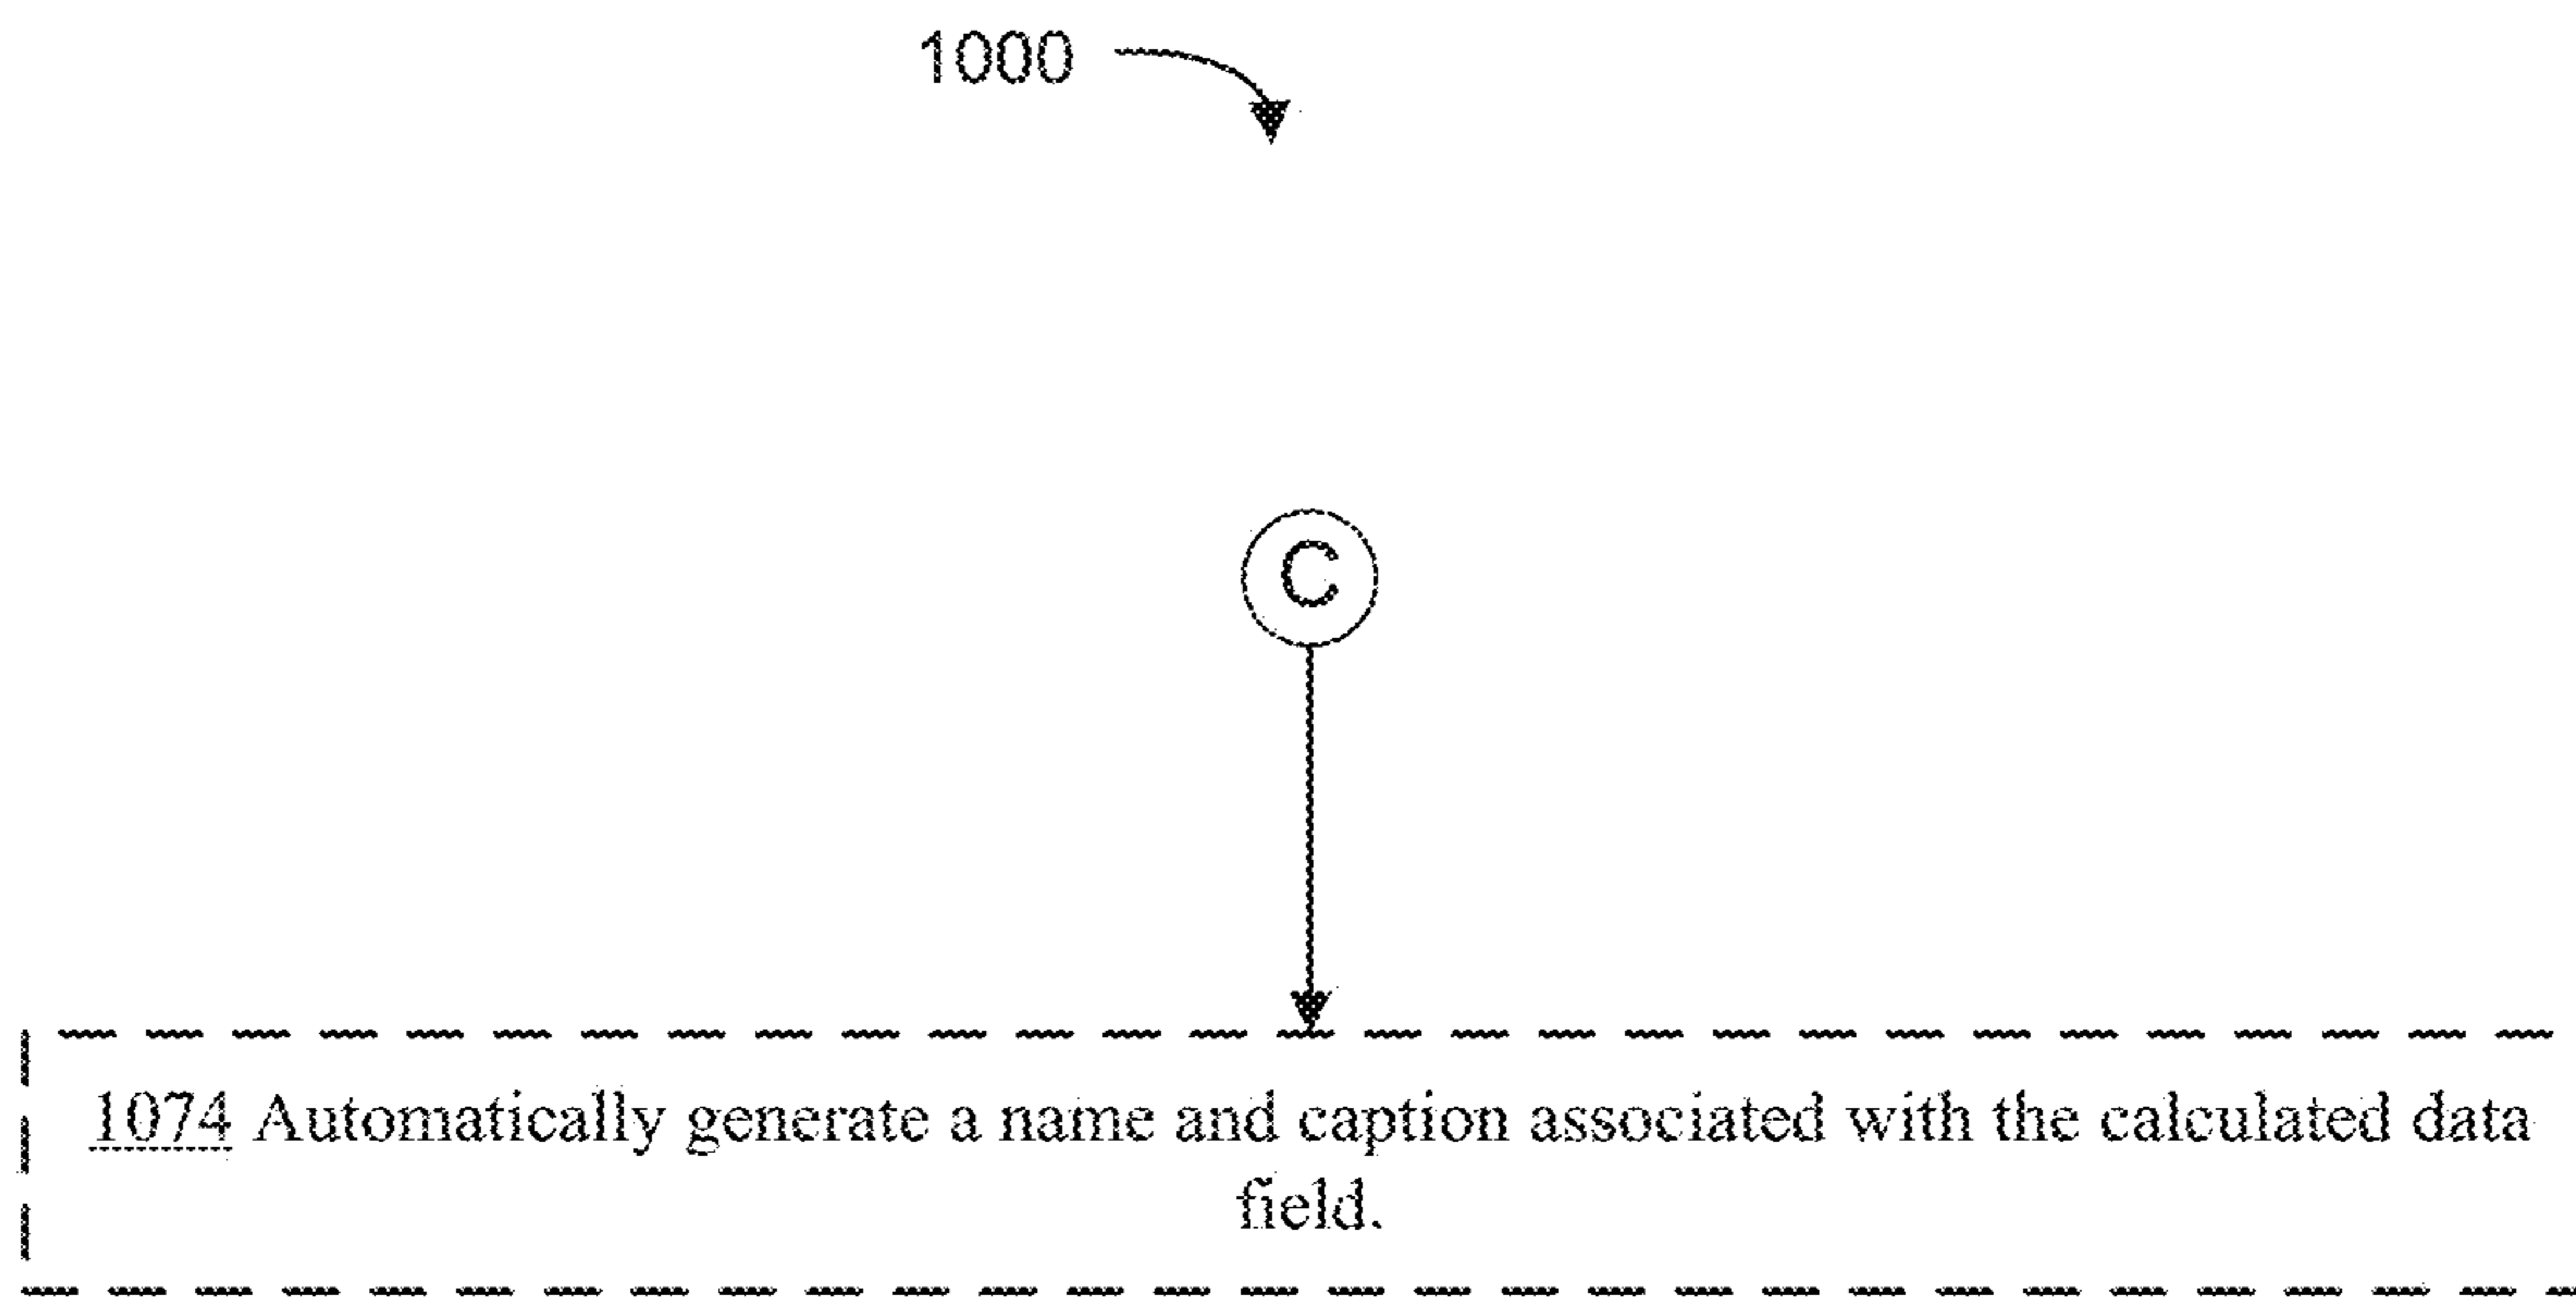 1000
C
1074 Automatically generate a name and caption associated with the calculated data
field.